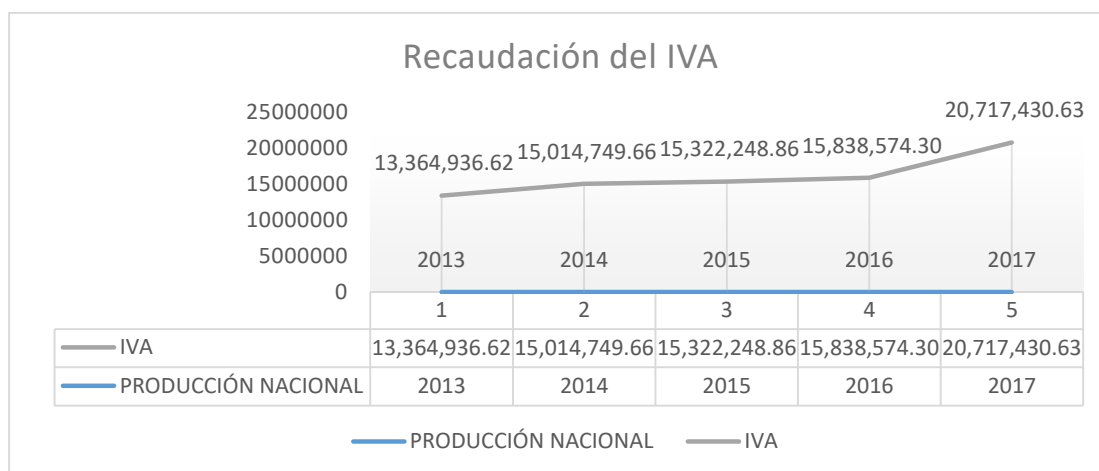 Recaudación del IVA
25000000
20000000
15000000
10000000
5000000
0
13,364,936.62
15,014,749.66
15,322,248.86
15,838,574.30
20,717,430.63
2013 2014 2015 2016 2017
1 2 3 4 5
IVA 13,364,936.62 15,014,749.66 15,322,248.86 15,838,574.30 20,717,430.63
PRODUCCIÓN NACIONAL 2013 2014 2015 2016 2017
PRODUCCIÓN NACIONAL IVA